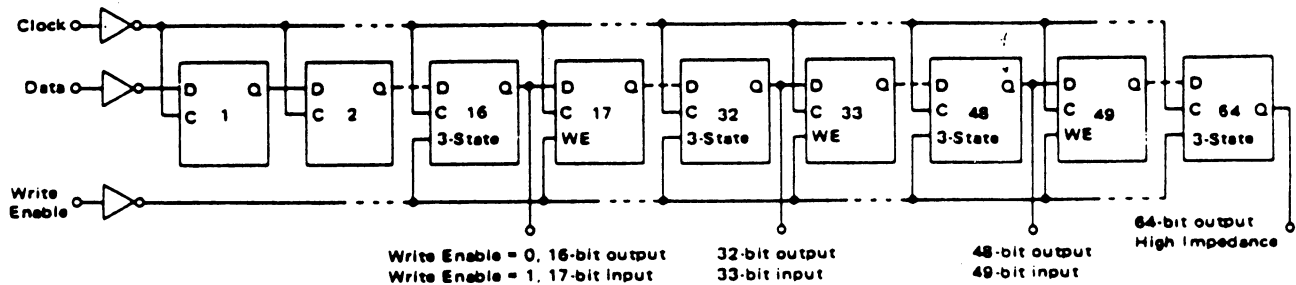 Clock
Data
D Q
C 1
D Q
C 2
D Q
C 16
3-State
D Q
C 17
WE
D Q
C 32
3-State
D Q
C 33
WE
D Q
C 48
3-State
D Q
C 49
WE
D
C 64 Q
3-State
Write
Enable
Write Enable = 0, 16-bit output
Write Enable = 1, 17-bit input
32-bit output
33-bit input
48-bit output
49-bit input
64-bit output
High Impedance